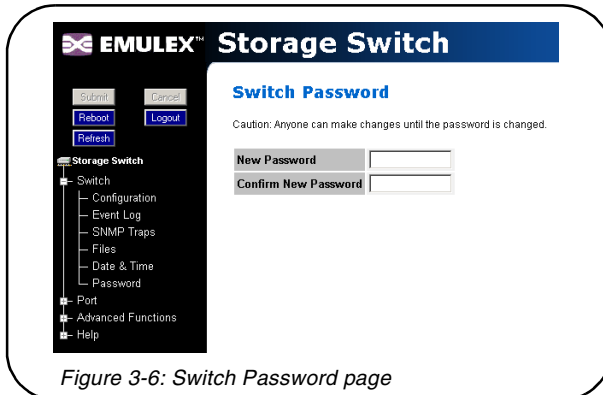 EMULEX™ Storage Switch
Submit Cancel
Reboot Logout
Refresh
Storage Switch
Switch
Configuration
Event Log
SNMP Traps
Files
Date & Time
Password
Port
Advanced Functions
Help
Switch Password
Caution: Anyone can make changes until the password is changed.
New Password
Confirm New Password
Figure 3-6: Switch Password page